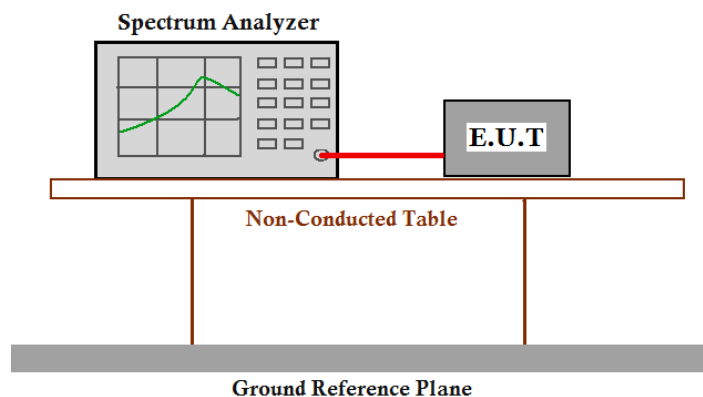 Spectrum Analyzer
E.U.T
Non-Conducted Table
Ground Reference Plane